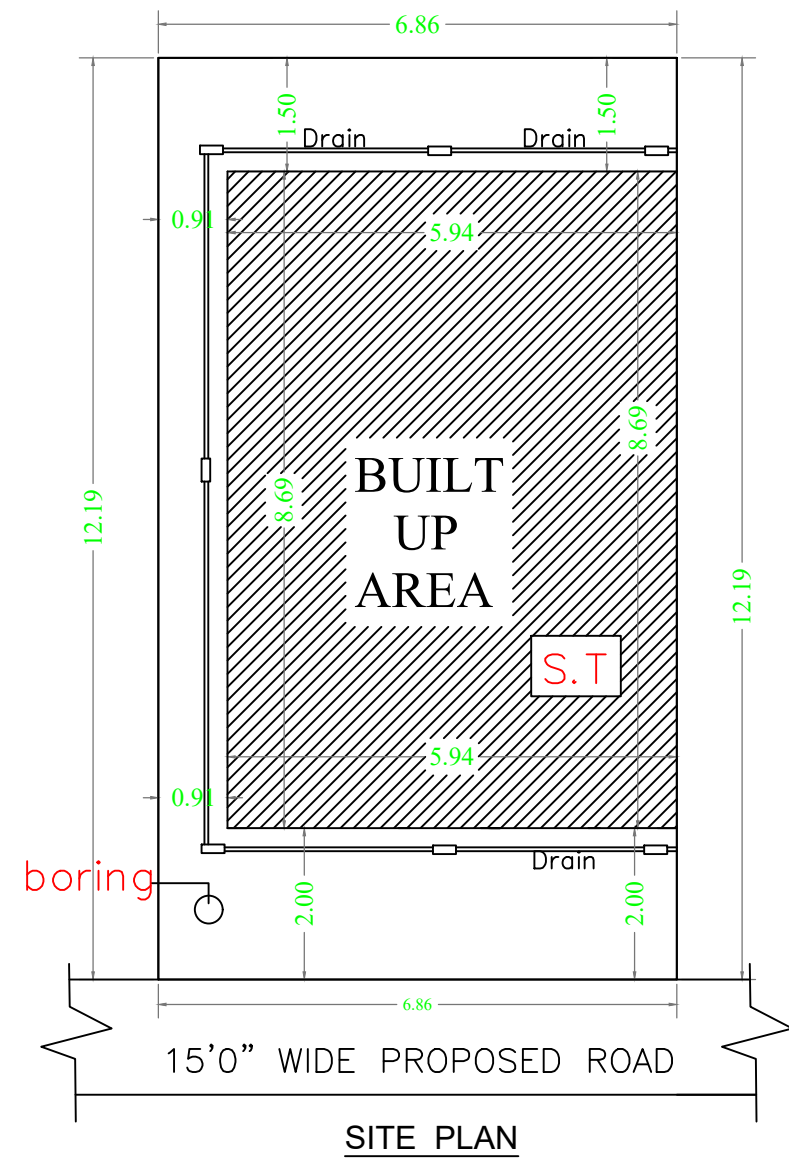 6.86
1.50
1.50
Drain
Drain
0.91
5.94
8.69
8.69
12.19
12.19
BUILT
UP
AREA
S.T
5.94
0.91
Drain
boring
2.00
2.00
6.86
15'0" WIDE PROPOSED ROAD
SITE PLAN